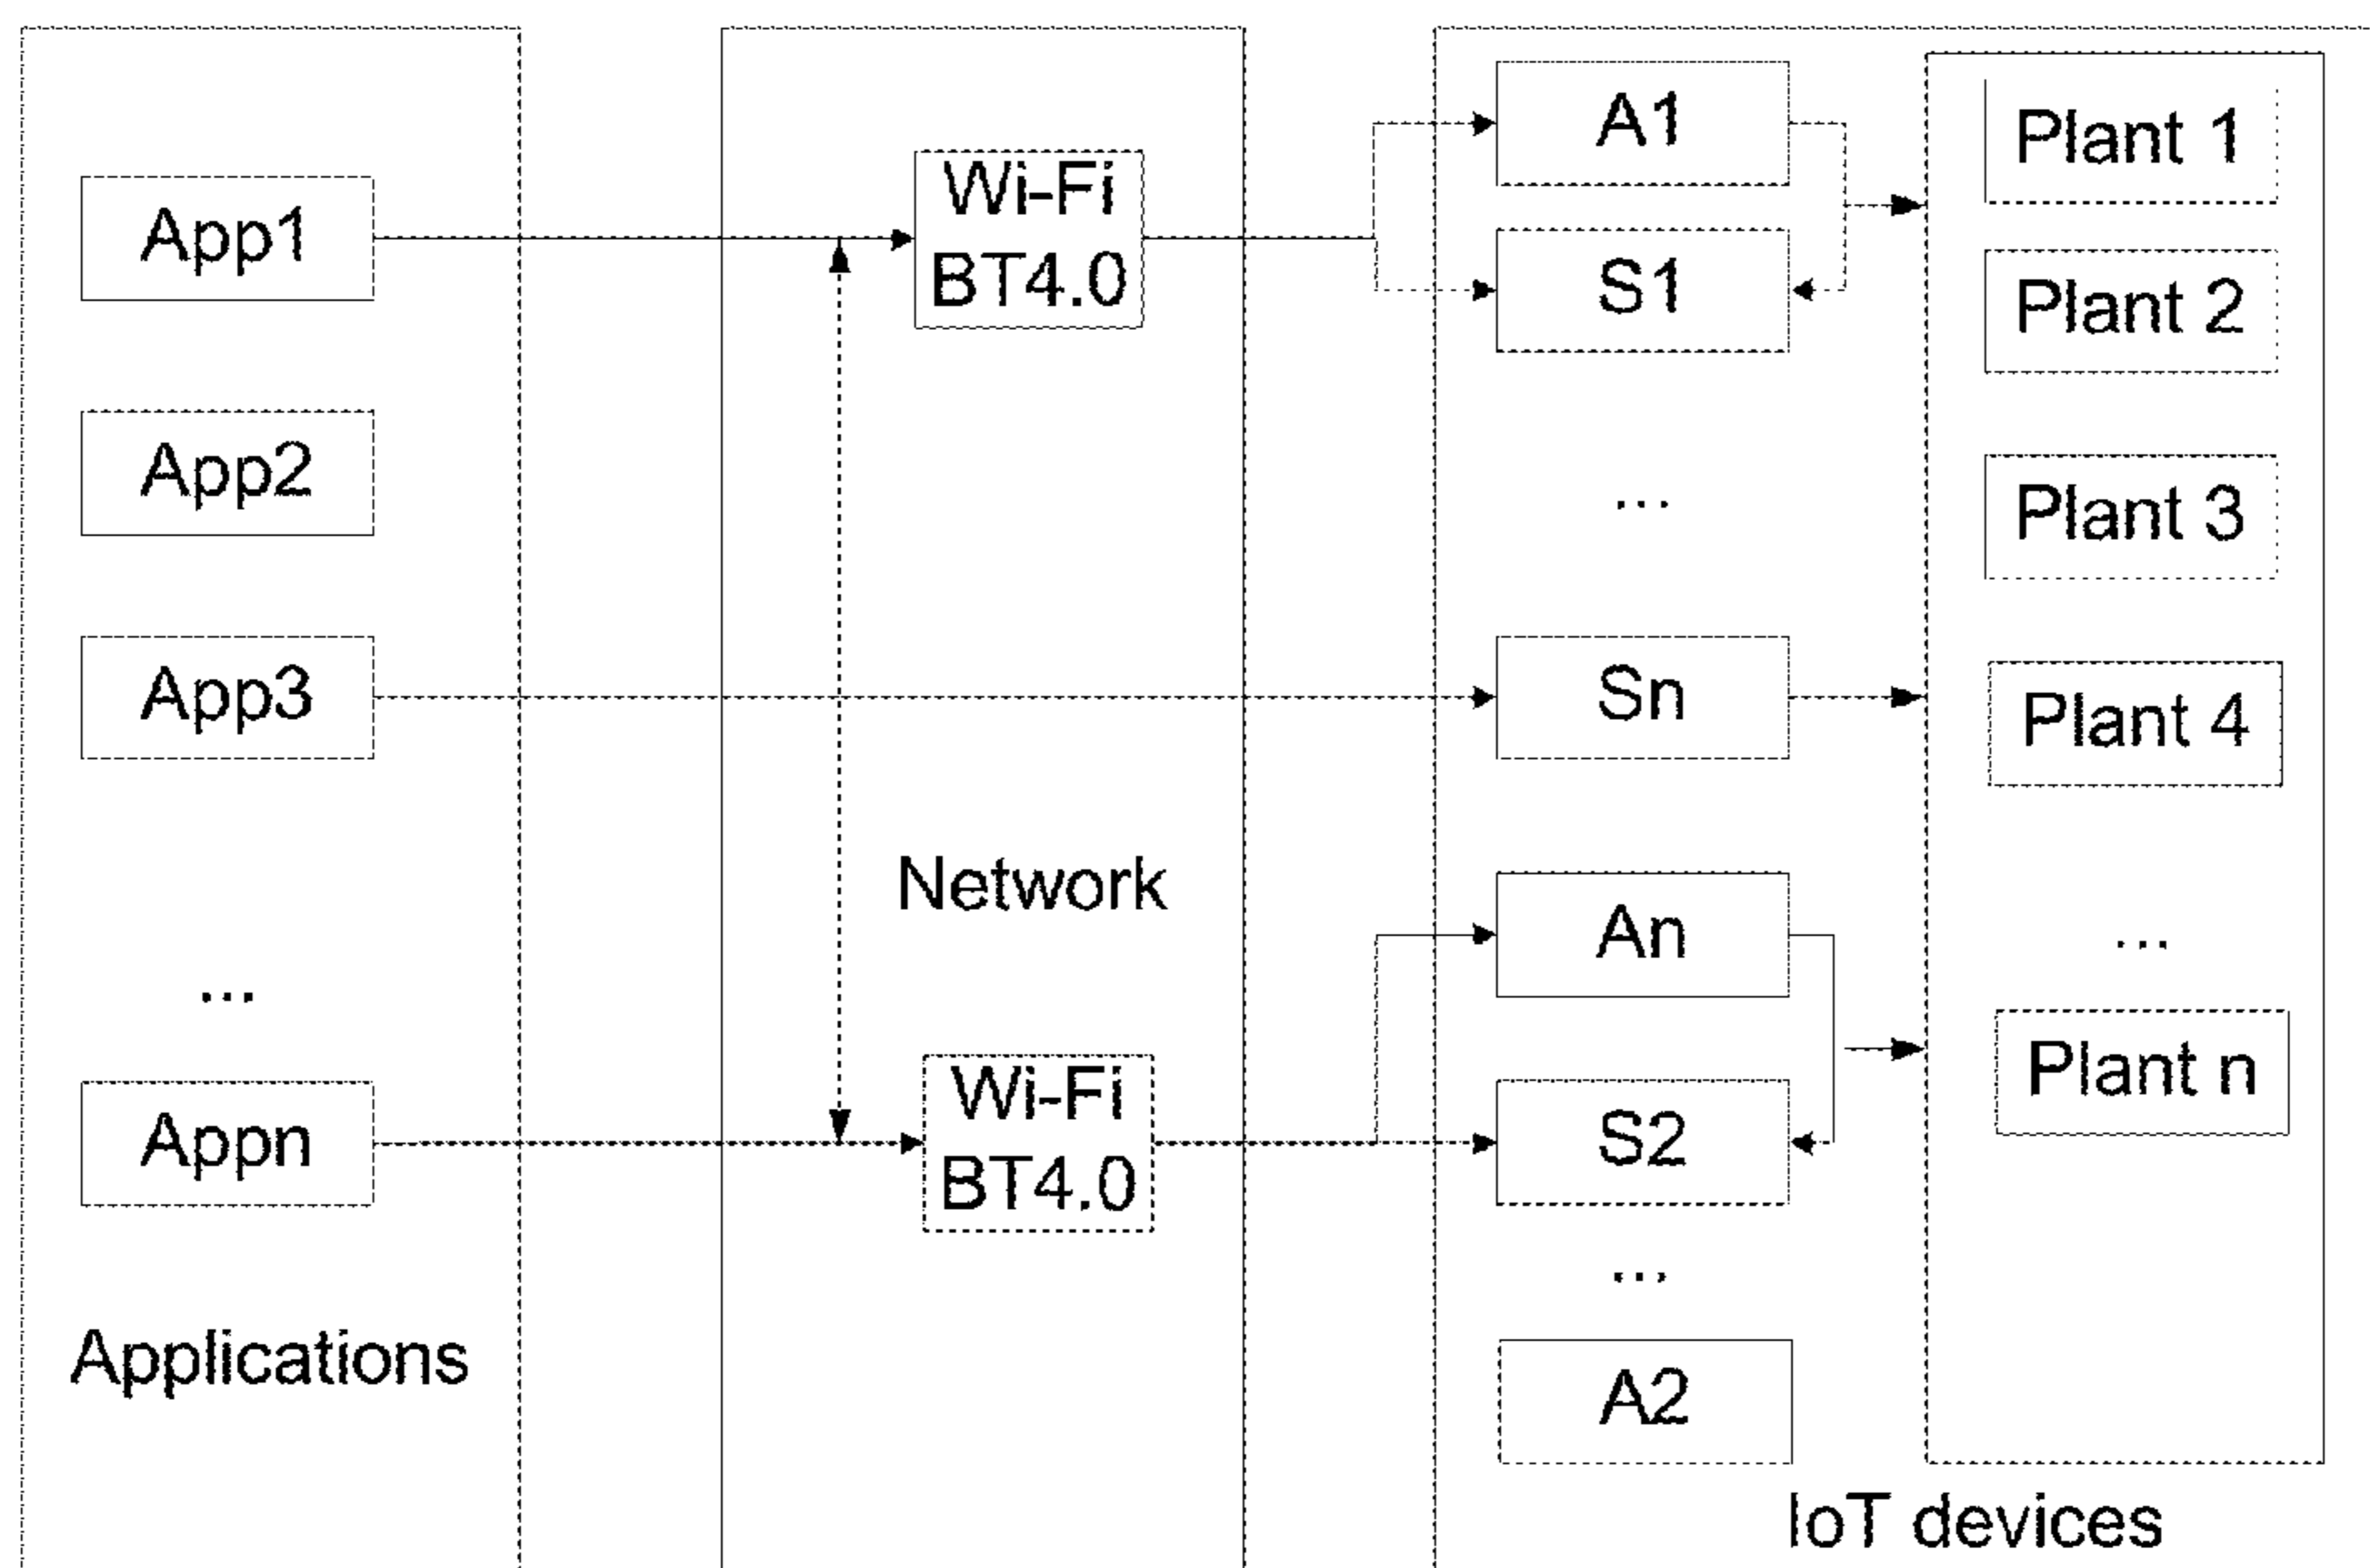 App1
App2
App3
...
Appn
Applications
Wi-Fi
BT4.0
Network
Wi-Fi
BT4.0
A1
S1
...
Sn
An
S2
...
A2
Plant 1
Plant 2
Plant 3
Plant 4
...
Plant n
IoT devices